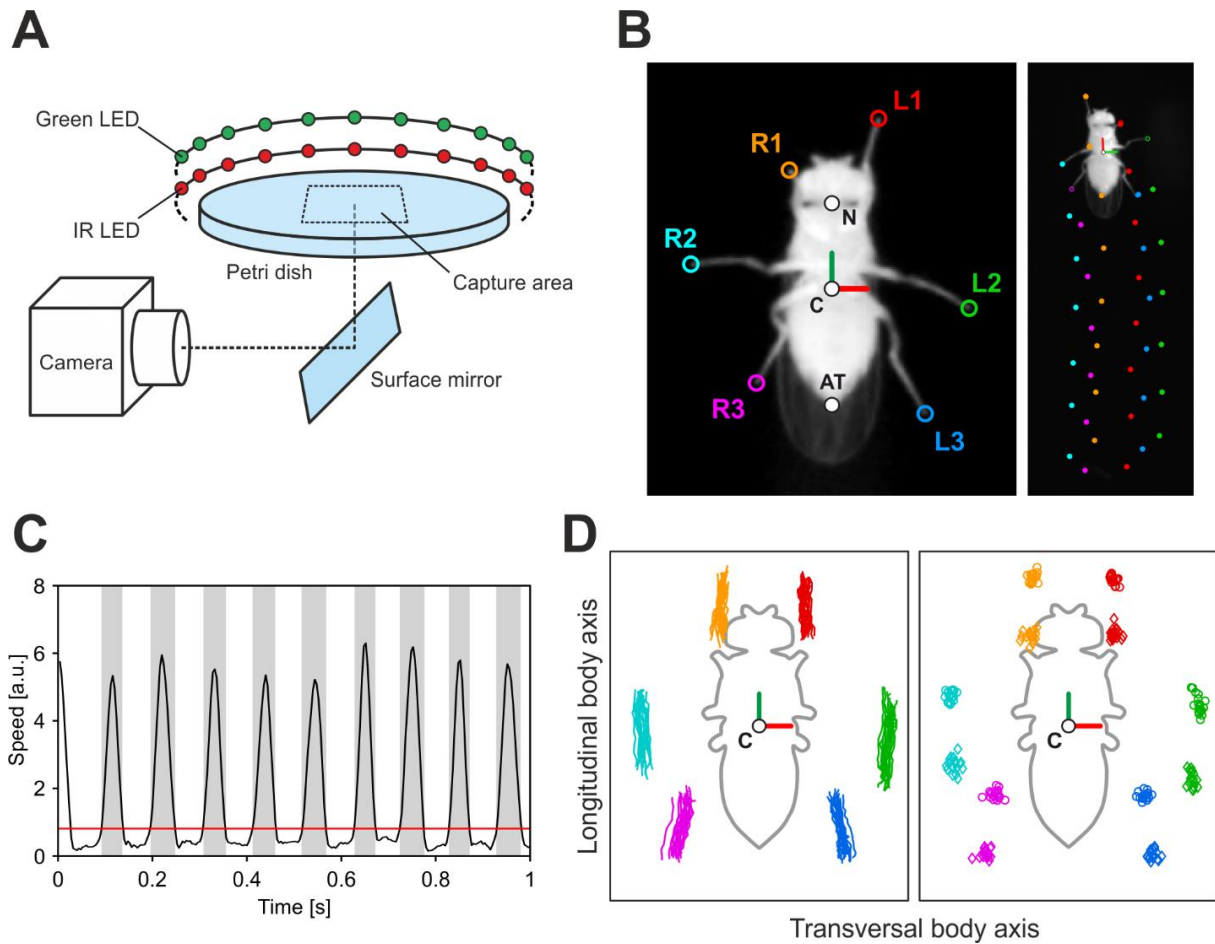 A
Green LED
IR LED
Petri dish
Capture area
Camera
Surface mirror
B
L1
R1
N
R2
C
L2
AT
R3
L3
C
8
6
4
2
0
Speed [a.u.]
0 0.2 0.4 0.6 0.8 1
Time [s]
D
Longitudinal body axis
C
C
Transversal body axis